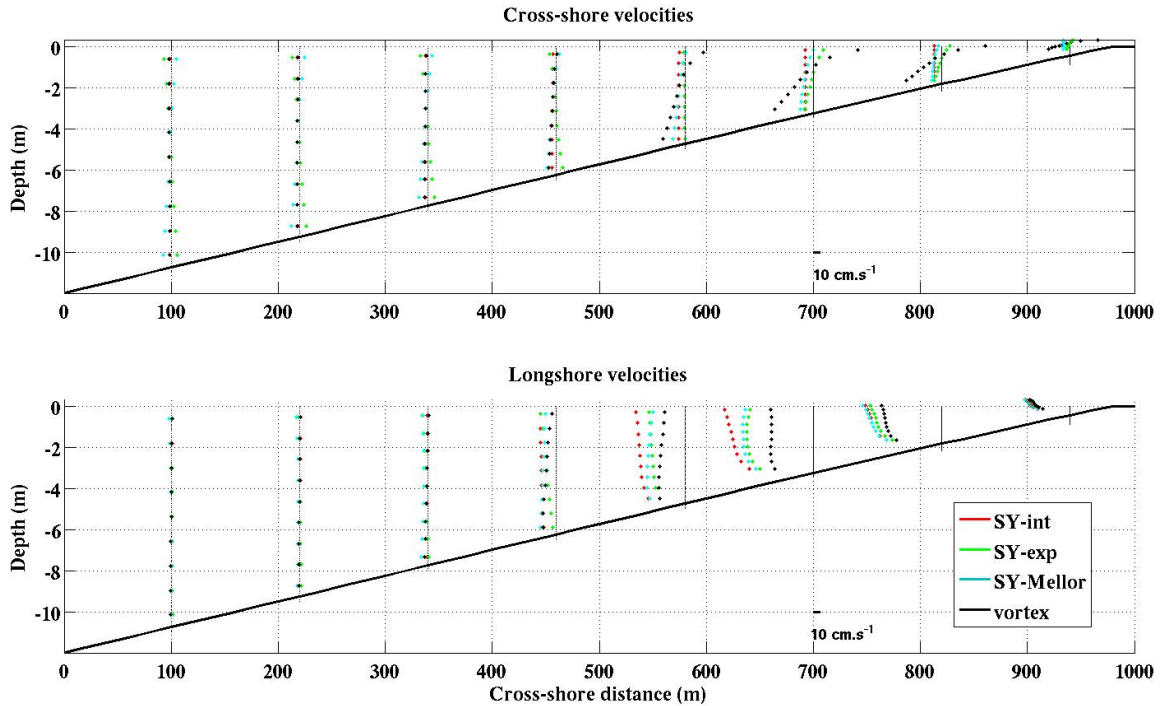 Cross-shore velocities
Depth (m)
0
-2
-4
-6
-8
-10
10 cm.s⁻¹
0 100 200 300 400 500 600 700 800 900 1000
Longshore velocities
Depth (m)
0
-2
-4
-6
-8
-10
SY-int
SY-exp
SY-Mellor
vortex
10 cm.s⁻¹
0 100 200 300 400 500 600 700 800 900 1000
Cross-shore distance (m)